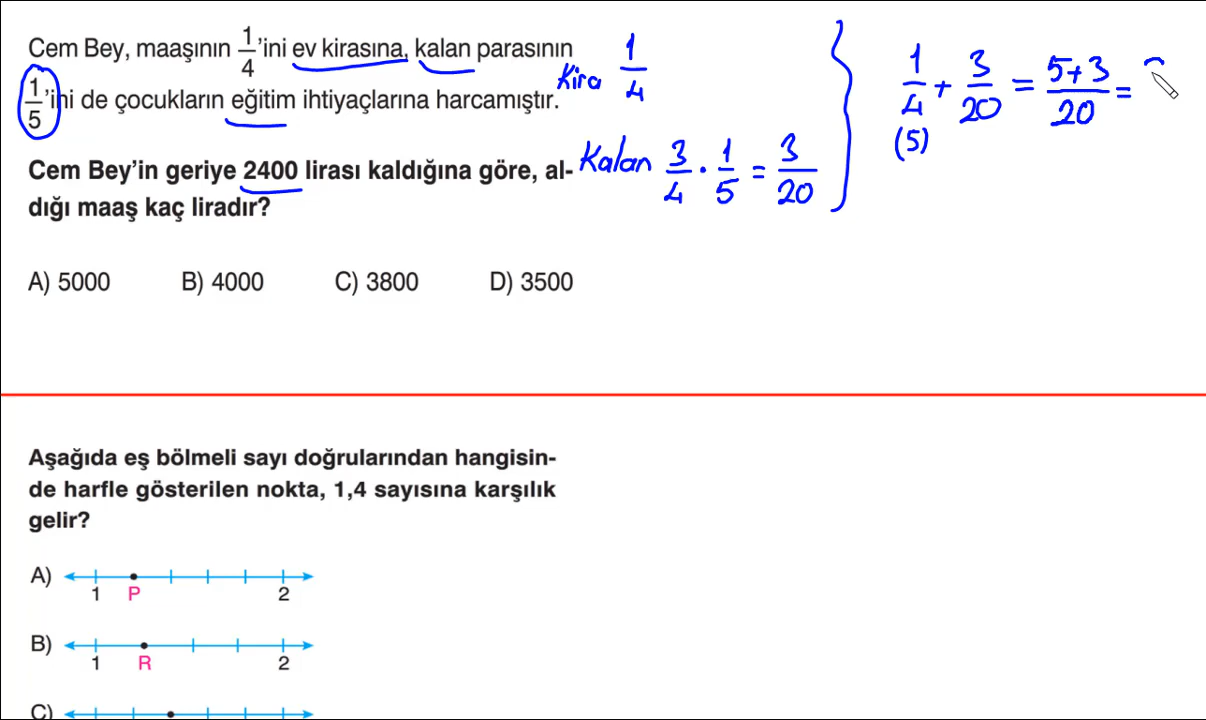 Cem Bey, maaşının 1/4'ini ev kirasına, kalan parasının
1/5'ini de çocukların eğitim ihtiyaçlarına harcamıştır.
Cem Bey'in geriye 2400 lirası kaldığına göre, al-
dığı maaş kaç liradır?
A) 5000 B) 4000 C) 3800 D) 3500
Kira 1/4
Kalan 3/4 . 1/5 = 3/20
1/4 + 3/20 = 5+3/20 =
(5)
Aşağıda eş bölmeli sayı doğrularından hangisin-
de harfle gösterilen nokta, 1,4 sayısına karşılık
gelir?
A)
1 P 2
B)
1 R 2
C)